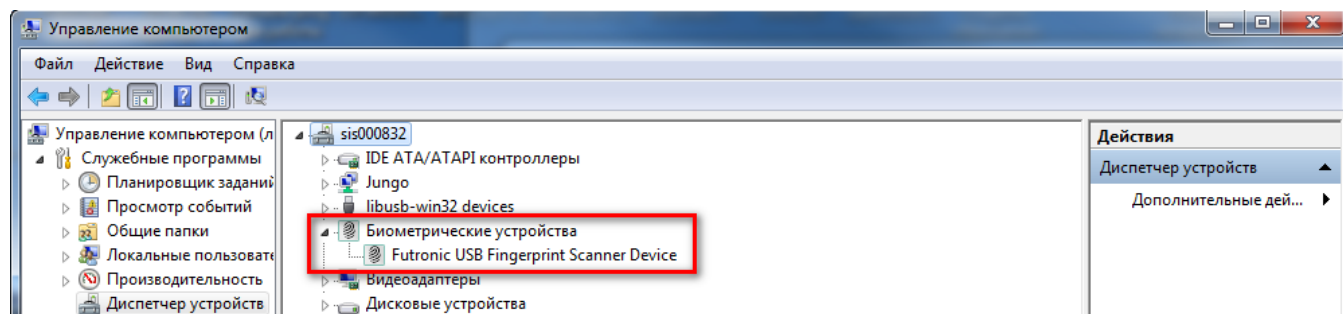 Управление компьютером
Файл Действие Вид Справка
Управление компьютером (л
Служебные программы
Планировщик заданий
Просмотр событий
Общие папки
Локальные пользовате
Производительность
Диспетчер устройств
sis000832
IDE ATA/ATAPI контроллеры
Jungo
libusb-win32 devices
Биометрические устройства
Futronic USB Fingerprint Scanner Device
Видеоадаптеры
Дисковые устройства
Действия
Диспетчер устройств
Дополнительные дей...